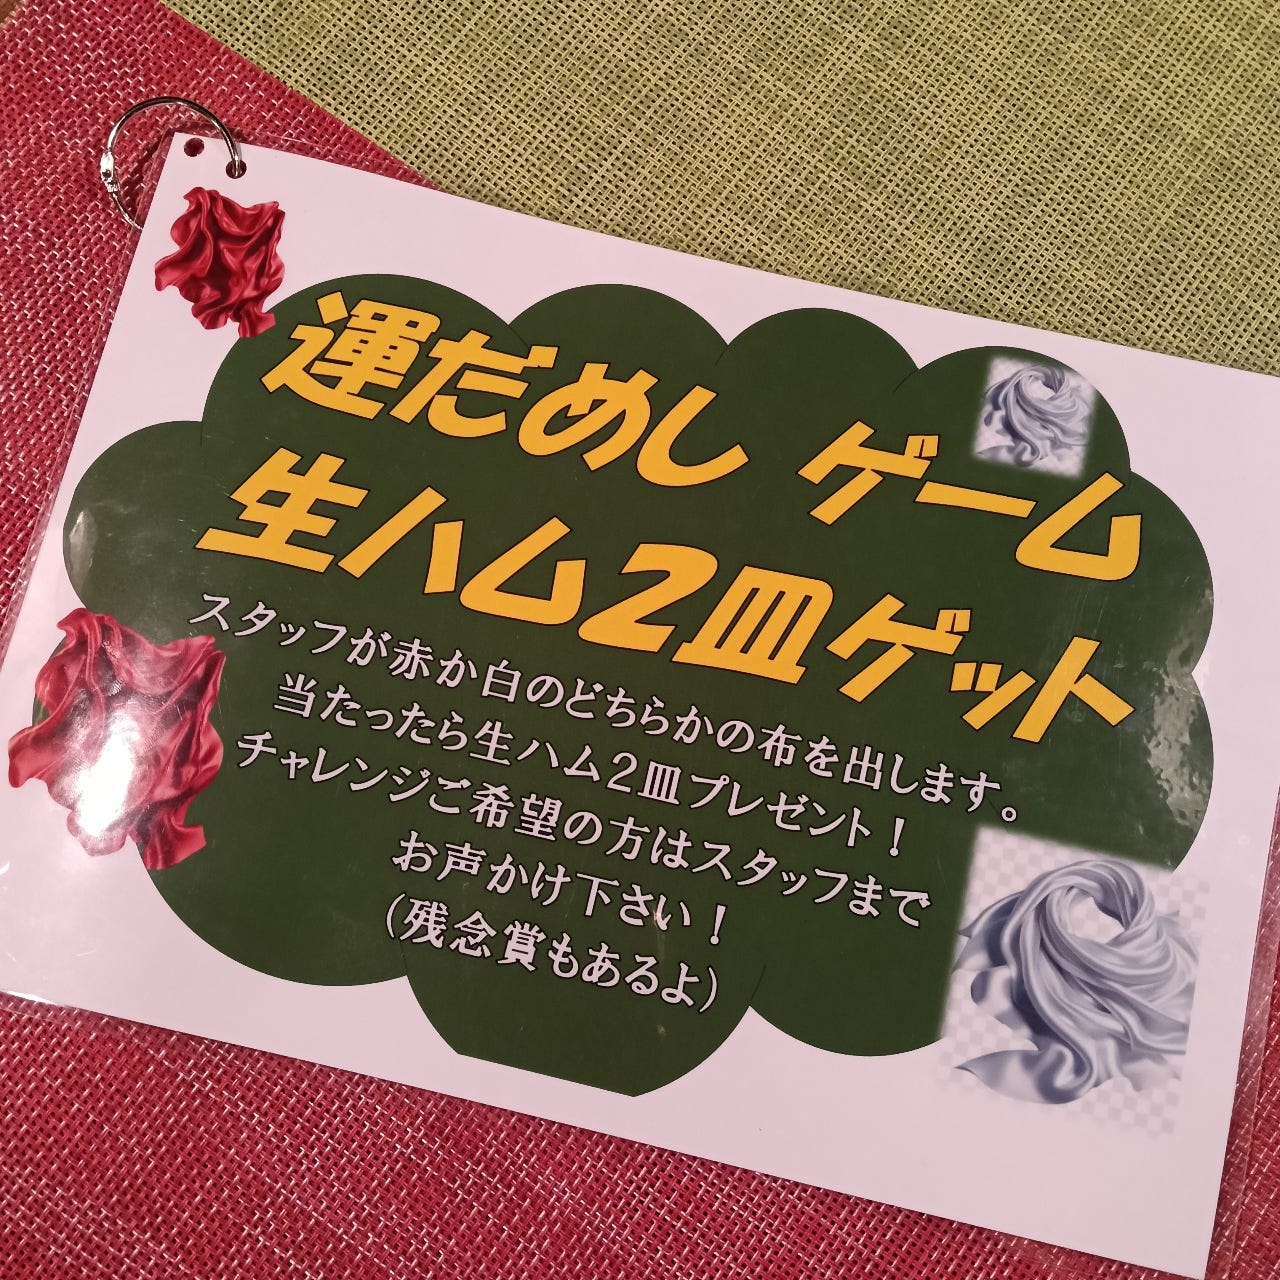 運だめし ゲーム
生ハム2皿ゲット
スタッフが赤か白のどちらかの布を出します。
当たったら生ハム２皿プレゼント！
チャレンジご希望の方はスタッフまで
お声かけ下さい！
(残念賞もあるよ)